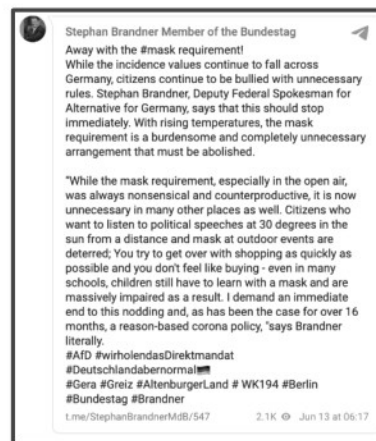 Stephan Brandner Member of the Bundestag
Away with the #mask requirement!
While the incidence values continue to fall across
Germany, citizens continue to be bullied with unnecessary
rules. Stephan Brandner, Deputy Federal Spokesman for
Alternative for Germany, says that this should stop
immediately. With rising temperatures, the mask
requirement is a burdensome and completely unnecessary
arrangement that must be abolished.
"While the mask requirement, especially in the open air,
was always nonsensical and counterproductive, it is now
unnecessary in many other places as well. Citizens who
want to listen to political speeches at 30 degrees in the
sun from a distance and mask at outdoor events are
deterred; You try to get over with shopping as quickly as
possible and you don't feel like buying - even in many
schools, children still have to learn with a mask and are
massively impaired as a result. I demand an immediate
end to this nodding and, as has been the case for over 16
months, a reason-based corona policy, "says Brandner
literally.
#AfD #wirholendasDirektmandat
#Deutschlandabernormal
#Gera #Greiz #AltenburgerLand # WK194 #Berlin
#Bundestag #Brandner
t.me/StephanBrandnerMdB/547 2.1K Jun 13 at 06:17